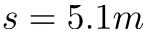 s = 5.1m